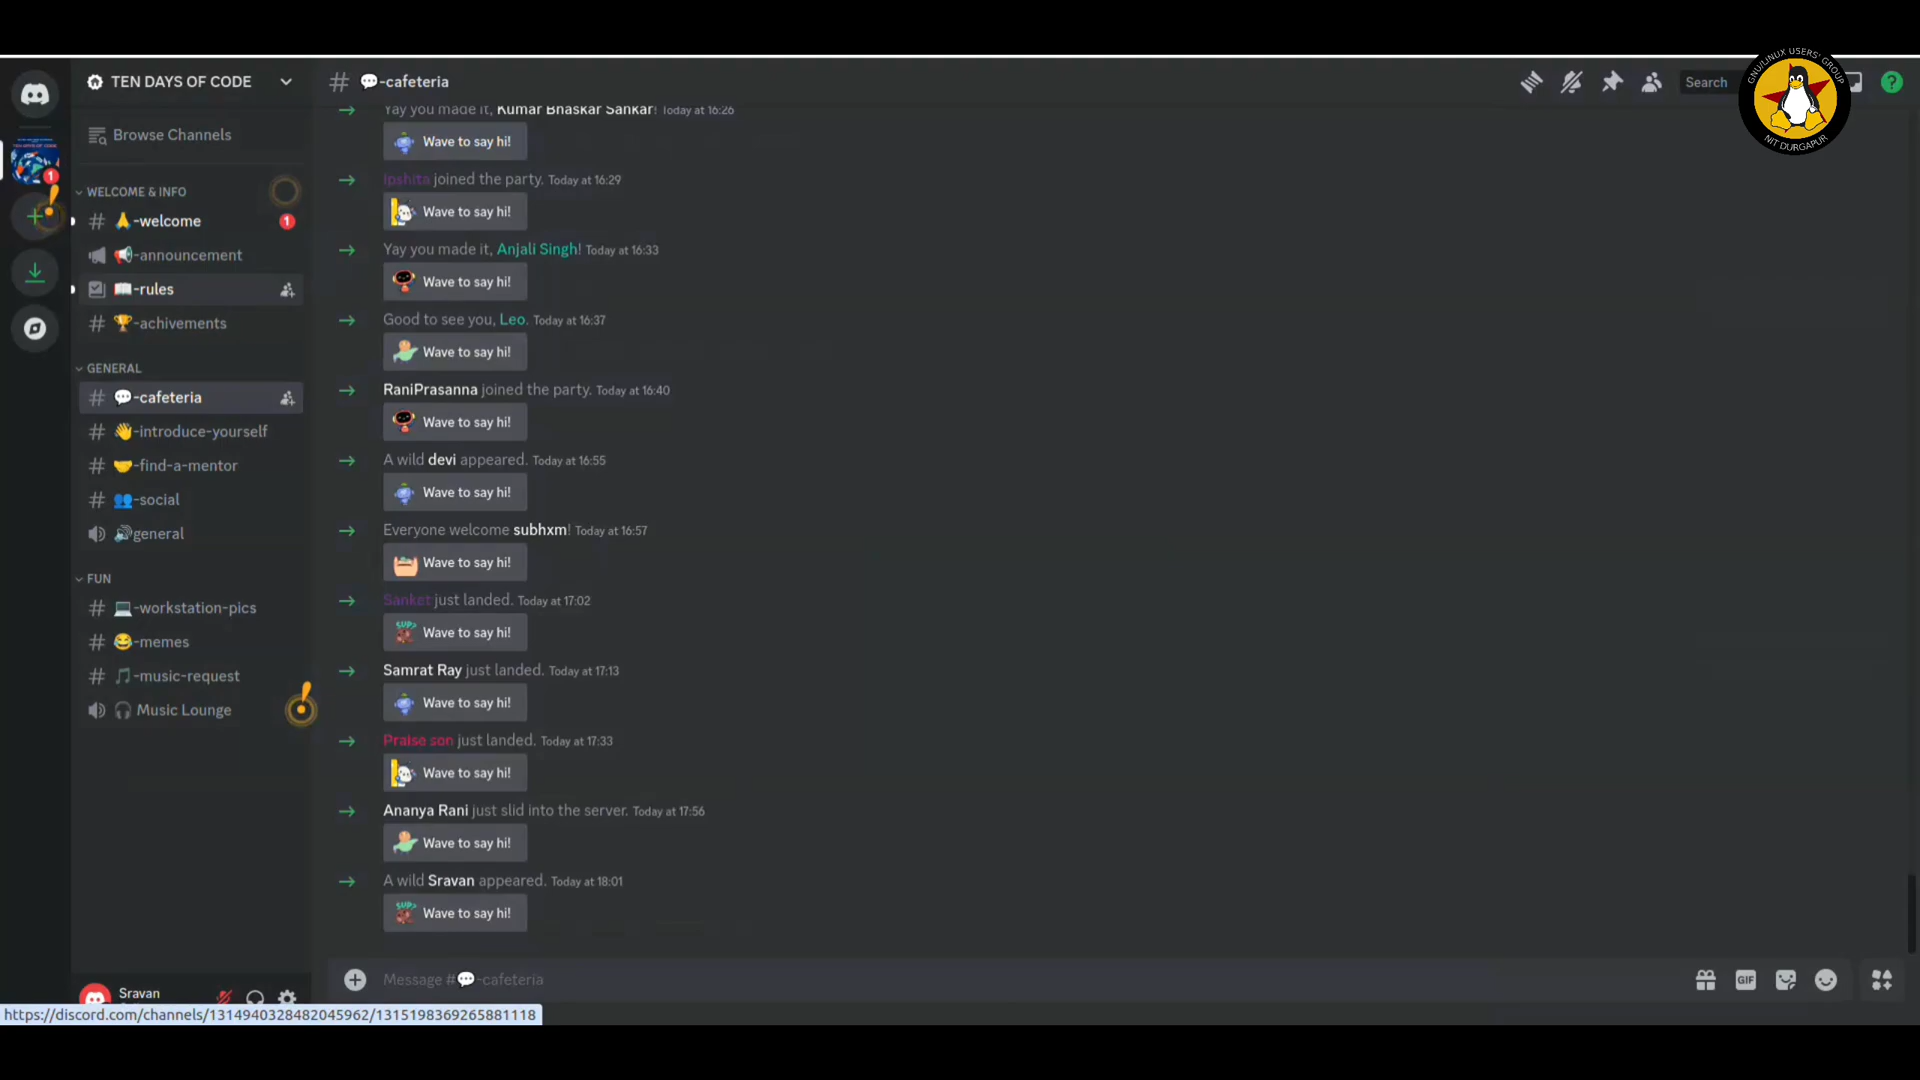 TEN DAYS OF CODE
Browse Channels
WELCOME & INFO
-welcome
1
-announcement
-rules
-achivements
GENERAL
-cafeteria
-introduce-yourself
-find-a-mentor
-social
general
FUN
-workstation-pics
-memes
-music-request
Music Lounge
Sravan
1
-cafeteria
Search
GNU/LINUX USERS' GROUP
NIT DURGAPUR
Yay you made it, Kumar Bhaskar Sankar! Today at 16:26
Wave to say hi!
Ipshita joined the party. Today at 16:29
Wave to say hi!
Yay you made it, Anjali Singh! Today at 16:33
Wave to say hi!
Good to see you, Leo. Today at 16:37
Wave to say hi!
RaniPrasanna joined the party. Today at 16:40
Wave to say hi!
A wild devi appeared. Today at 16:55
Wave to say hi!
Everyone welcome subhxm! Today at 16:57
Wave to say hi!
Sanket just landed. Today at 17:02
SUP?
Wave to say hi!
Samrat Ray just landed. Today at 17:13
Wave to say hi!
Praise son just landed. Today at 17:33
Wave to say hi!
Ananya Rani just slid into the server. Today at 17:56
Wave to say hi!
A wild Sravan appeared. Today at 18:01
SUP?
Wave to say hi!
Message #💬-cafeteria
GIF
https://discord.com/channels/1314940328482045962/1315198369265881118